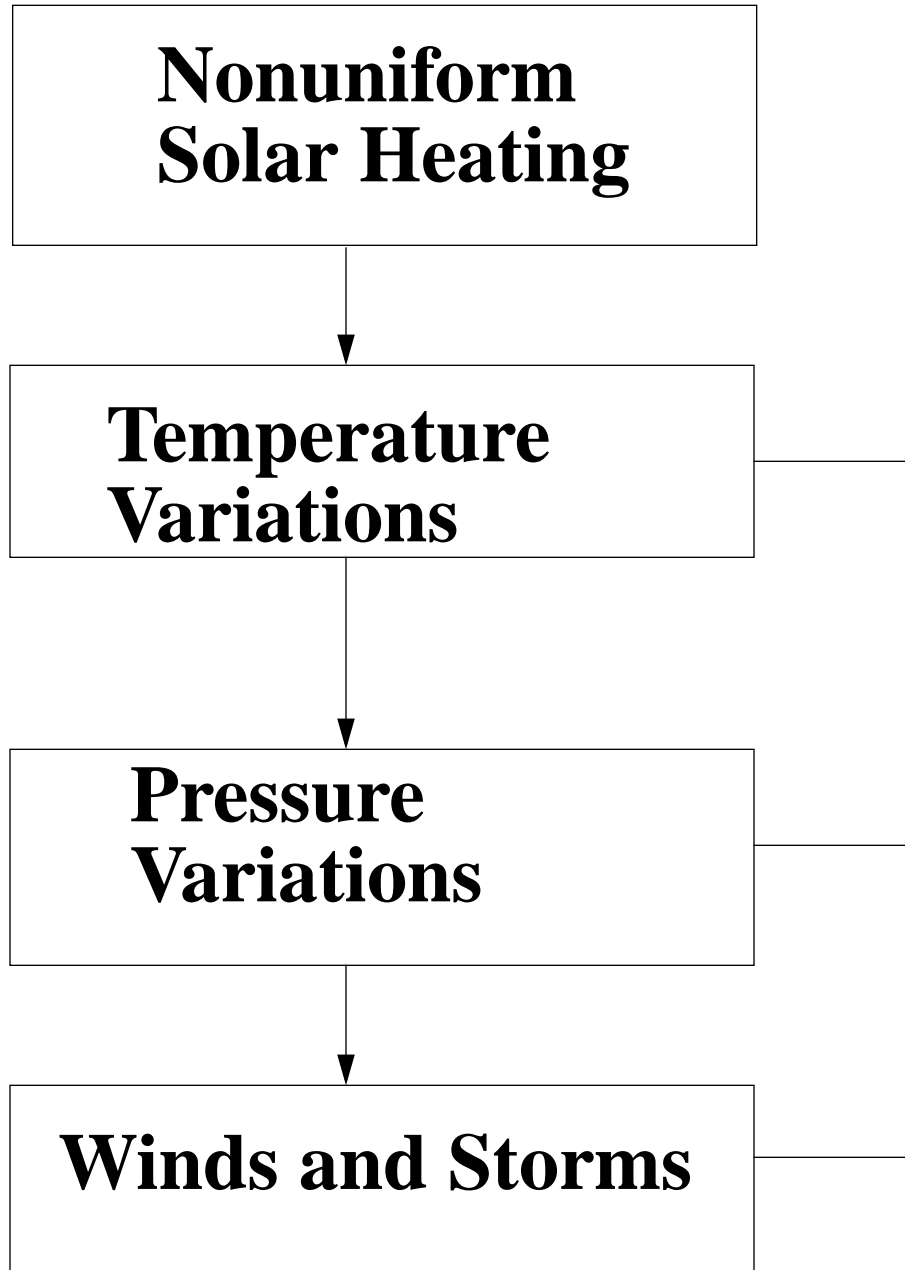 Nonuniform
Solar Heating
Temperature
Variations
Pressure
Variations
Winds and Storms